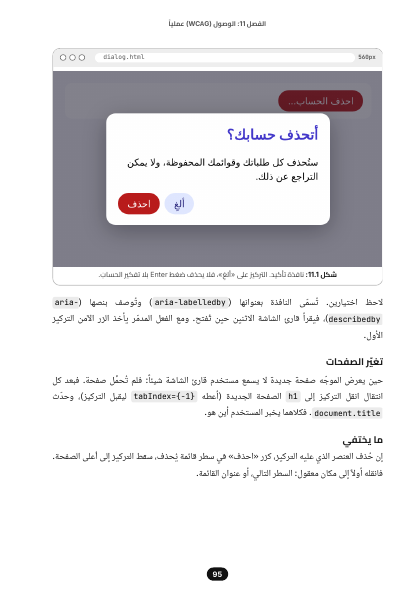 الفصل 11: الوصول (WCAG) عملياً
dialog.html
560px
احذف الحساب...
أتحذف حسابك؟
ستُحذف كل طلباتك وقوائمك المحفوظة، ولا يمكن
التراجع عن ذلك.
ألغِ
احذف
شكل 11.1: نافذة تأكيد. التركيز على «ألغِ»، فلا يحذف ضغط Enter بلا تفكير الحساب.
لاحظ اختيارين. تُسمّى النافذة بعنوانها (aria-labelledby) وتُوصف بنصها (aria-
describedby)، فيقرأ قارئ الشاشة الاثنين حين تُفتح. ومع الفعل المدمّر يأخذ الزر الآمن التركيز
الأول.
تغيّر الصفحات
حين يعرض الموجّه صفحة جديدة لا يسمع مستخدم قارئ الشاشة شيئاً: فلم تُحمَّل صفحة. فبعد كل
انتقال انقل التركيز إلى h1 الصفحة الجديدة (أعطه tabIndex={-1} ليقبل التركيز)، وحدّث
document.title. فكلاهما يخبر المستخدم أين هو.
ما يختفي
إن حُذف العنصر الذي عليه التركيز، كزر «احذف» في سطر قائمة يُحذف، سقط التركيز إلى أعلى الصفحة.
فانقله أولاً إلى مكان معقول: السطر التالي، أو عنوان القائمة.
95